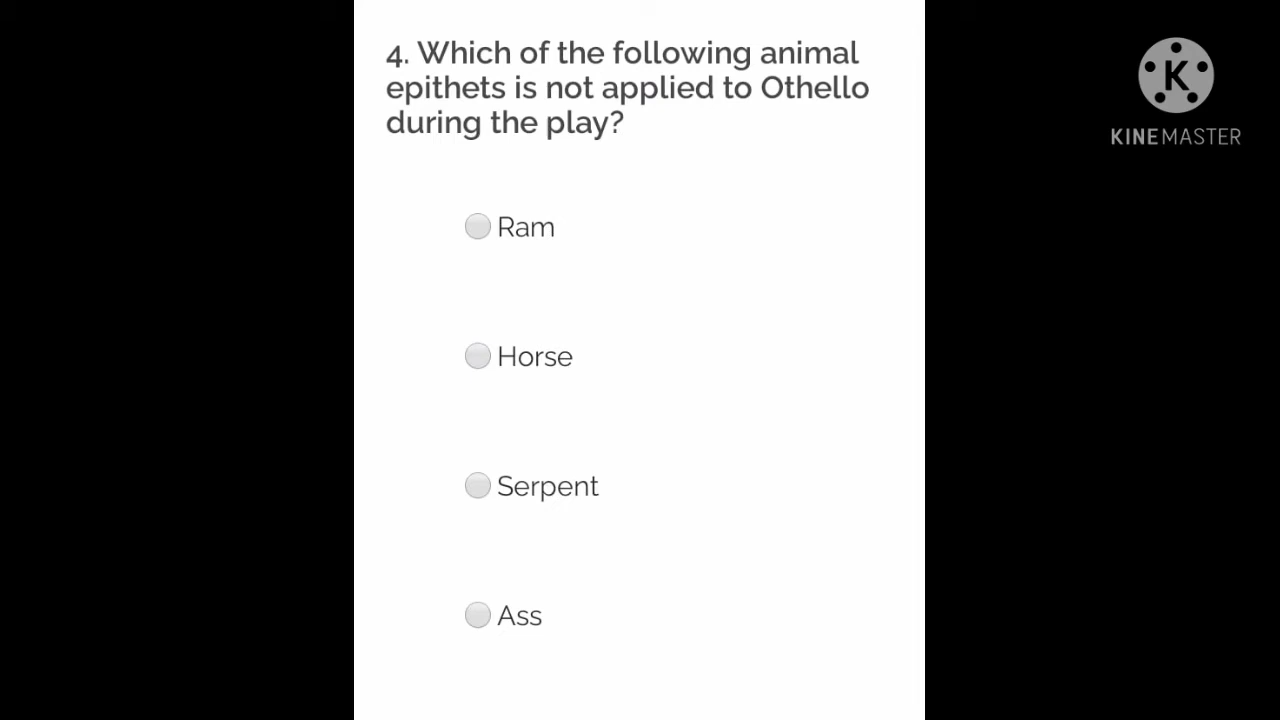 4. Which of the following animal
epithets is not applied to Othello
during the play?
Ram
Horse
Serpent
Ass
K
KINEMASTER